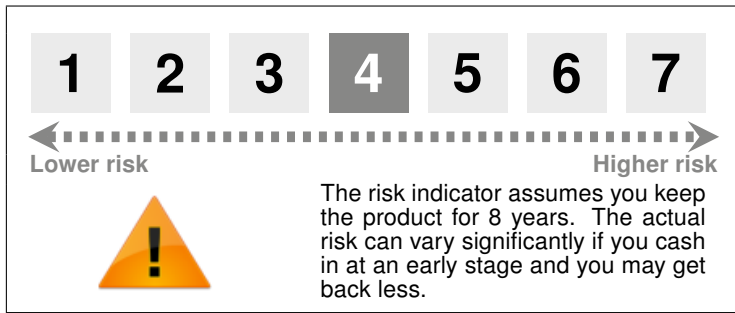 1 2 3 4 5 6 7
Lower risk Higher risk
The risk indicator assumes you keep
the product for 8 years. The actual
risk can vary significantly if you cash
in at an early stage and you may get
back less.
!